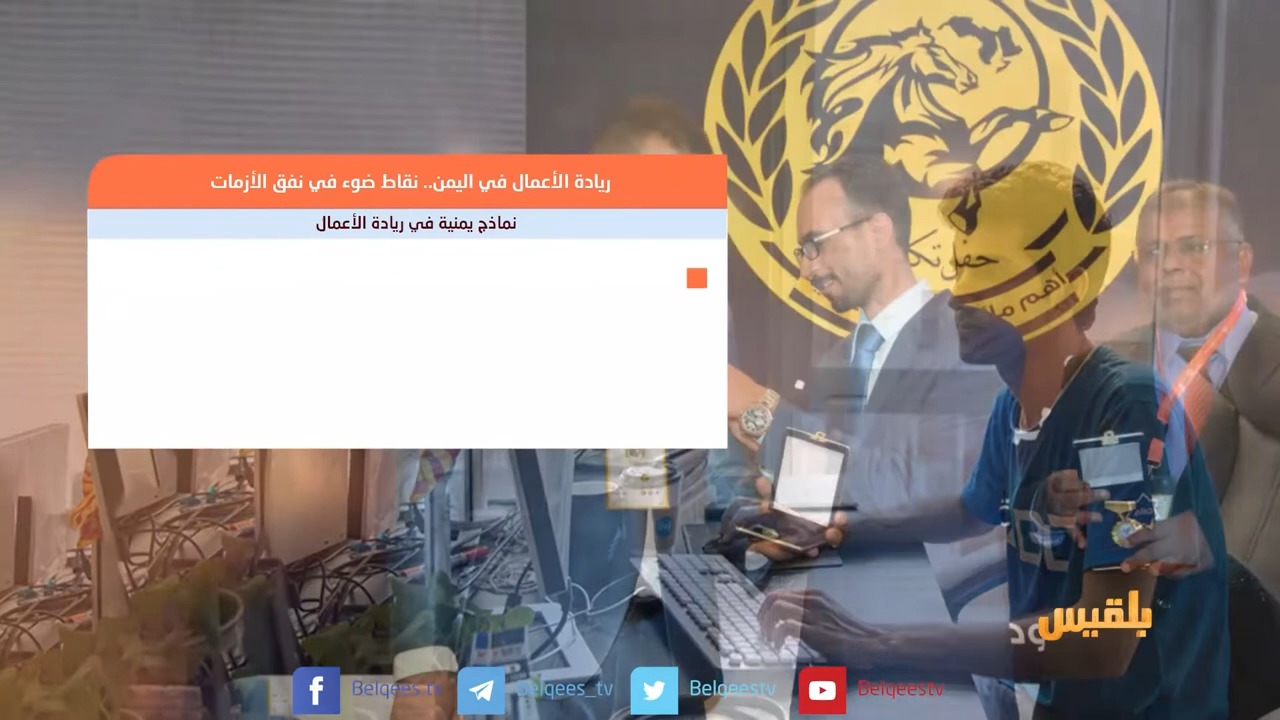 ريادة الأعمال في اليمن.. نقاط ضوء في نفق الأزمات
نماذج يمنية في ريادة الأعمال
بلقيس
Belqees tv
Belqees_tv
Belqeestv
Belqeestv